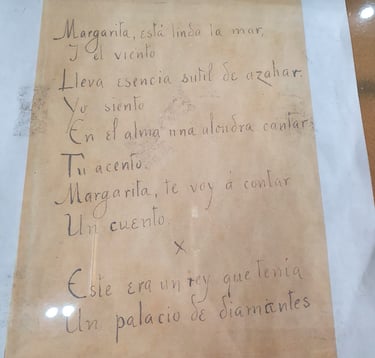 Margarita, está linda la mar,
Y el viento
Lleva esencia sutil de azahar.
Yo siento
En el alma una alondra cantar:
Tu acento.
Margarita, te voy á contar
Un cuento.
x
Este era un rey que tenia
Un palacio de diamantes